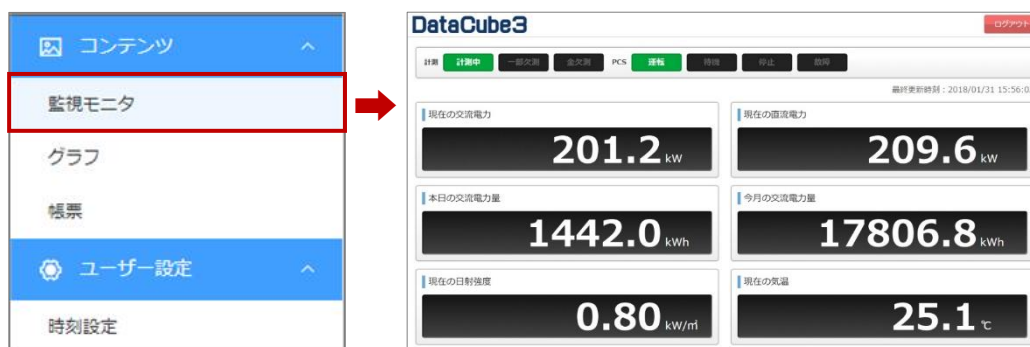 コンテンツ
監視モニタ
グラフ
帳票
ユーザー設定
時刻設定
DataCube3
ログアウト
計測 計測中 一部欠測 全欠測 PCS 運転 待機 停止 故障
最終更新時刻：2018/01/31 15:56:0
現在の交流電力
201.2 kW
現在の直流電力
209.6 kW
本日の交流電力量
1442.0 kWh
今月の交流電力量
17806.8 kWh
現在の日射強度
0.80 kW/㎡
現在の気温
25.1 ℃